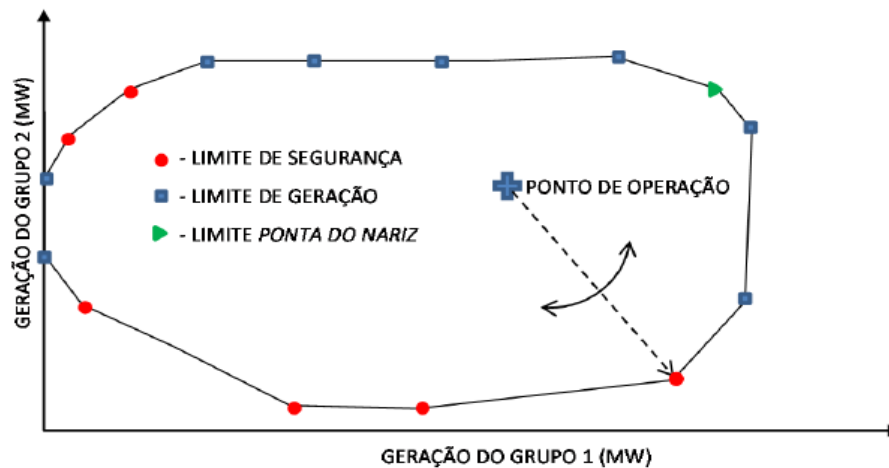 GERAÇÃO DO GRUPO 2 (MW)
- LIMITE DE SEGURANÇA
- LIMITE DE GERAÇÃO
- LIMITE PONTA DO NARIZ
PONTO DE OPERAÇÃO
GERAÇÃO DO GRUPO 1 (MW)